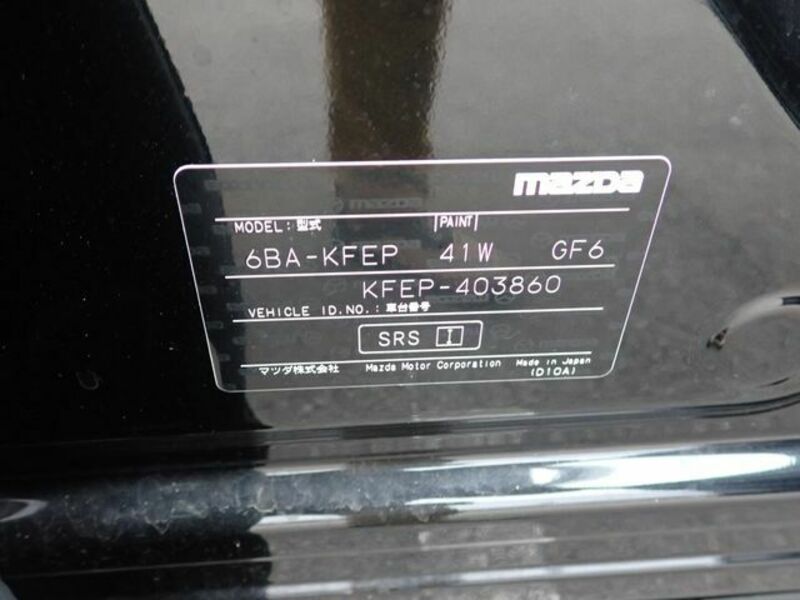 mazda
MODEL:型式 PAINT
6BA-KFEP 41W GF6
KFEP-403860
VEHICLE ID.NO.:車台番号
SRS I
マツダ株式会社 Mazda Motor Corporation Made in Japan
(D10A)